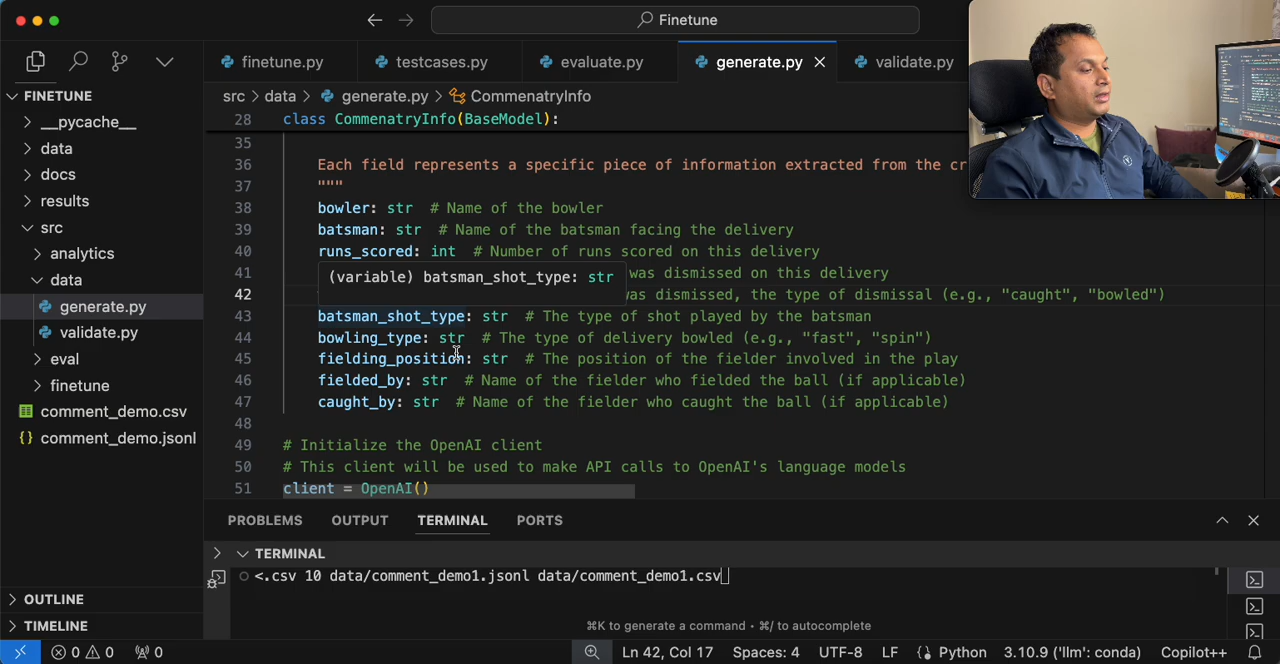 Finetune
finetune.py
testcases.py
evaluate.py
generate.py
validate.py
FINETUNE
src
data
generate.py
CommenatryInfo
__pycache__
data
docs
results
src
analytics
data
generate.py
validate.py
eval
finetune
comment_demo.csv
comment_demo.jsonl
OUTLINE
TIMELINE
28 class CommenatryInfo(BaseModel):
35
36 Each field represents a specific piece of information extracted from the cr
37 """
38 bowler: str # Name of the bowler
39 batsman: str # Name of the batsman facing the delivery
40 runs_scored: int # Number of runs scored on this delivery
41 was dismissed on this delivery
(variable) batsman_shot_type: str
42 was dismissed, the type of dismissal (e.g., "caught", "bowled")
43 batsman_shot_type: str # The type of shot played by the batsman
44 bowling_type: str # The type of delivery bowled (e.g., "fast", "spin")
45 fielding_position: str # The position of the fielder involved in the play
46 fielded_by: str # Name of the fielder who fielded the ball (if applicable)
47 caught_by: str # Name of the fielder who caught the ball (if applicable)
48
49 # Initialize the OpenAI client
50 # This client will be used to make API calls to OpenAI's language models
51 client = OpenAI()
PROBLEMS OUTPUT TERMINAL PORTS
TERMINAL
<.csv 10 data/comment_demo1.jsonl data/comment_demo1.csv
⌘K to generate a command • ⌘/ to autocomplete
0 0 0 Ln 42, Col 17 Spaces: 4 UTF-8 LF Python 3.10.9 ('llm': conda) Copilot++